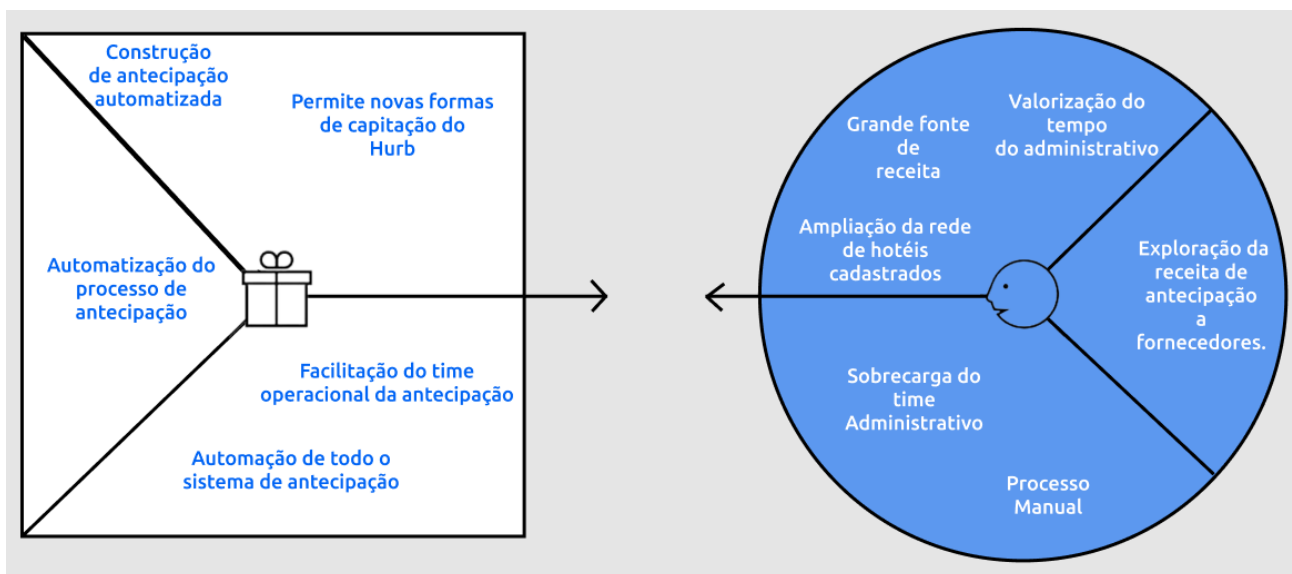 Construção
de antecipação
automatizada
Permite novas formas
de capitação do
Hurb
Automatização do
processo de
antecipação
Facilitação do time
operacional da antecipação
Automação de todo o
sistema de antecipação
Grande fonte
de
receita
Valorização do
tempo
do administrativo
Ampliação da rede
de hotéis
cadastrados
Exploração da
receita de
antecipação
a
fornecedores.
Sobrecarga do
time
Administrativo
Processo
Manual